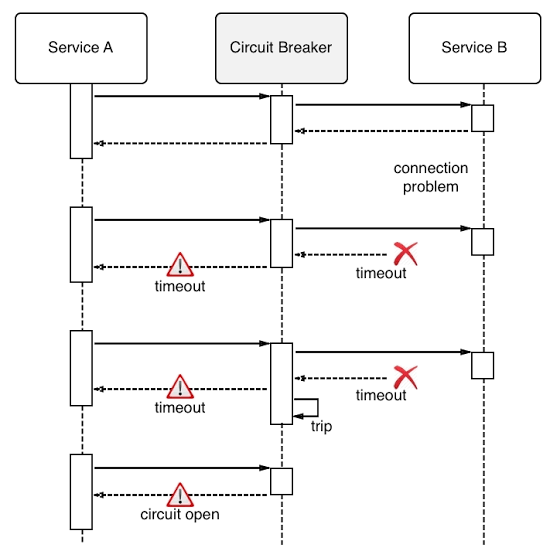 Service A
Circuit Breaker
Service B
connection
problem
timeout
timeout
timeout
timeout
trip
circuit open